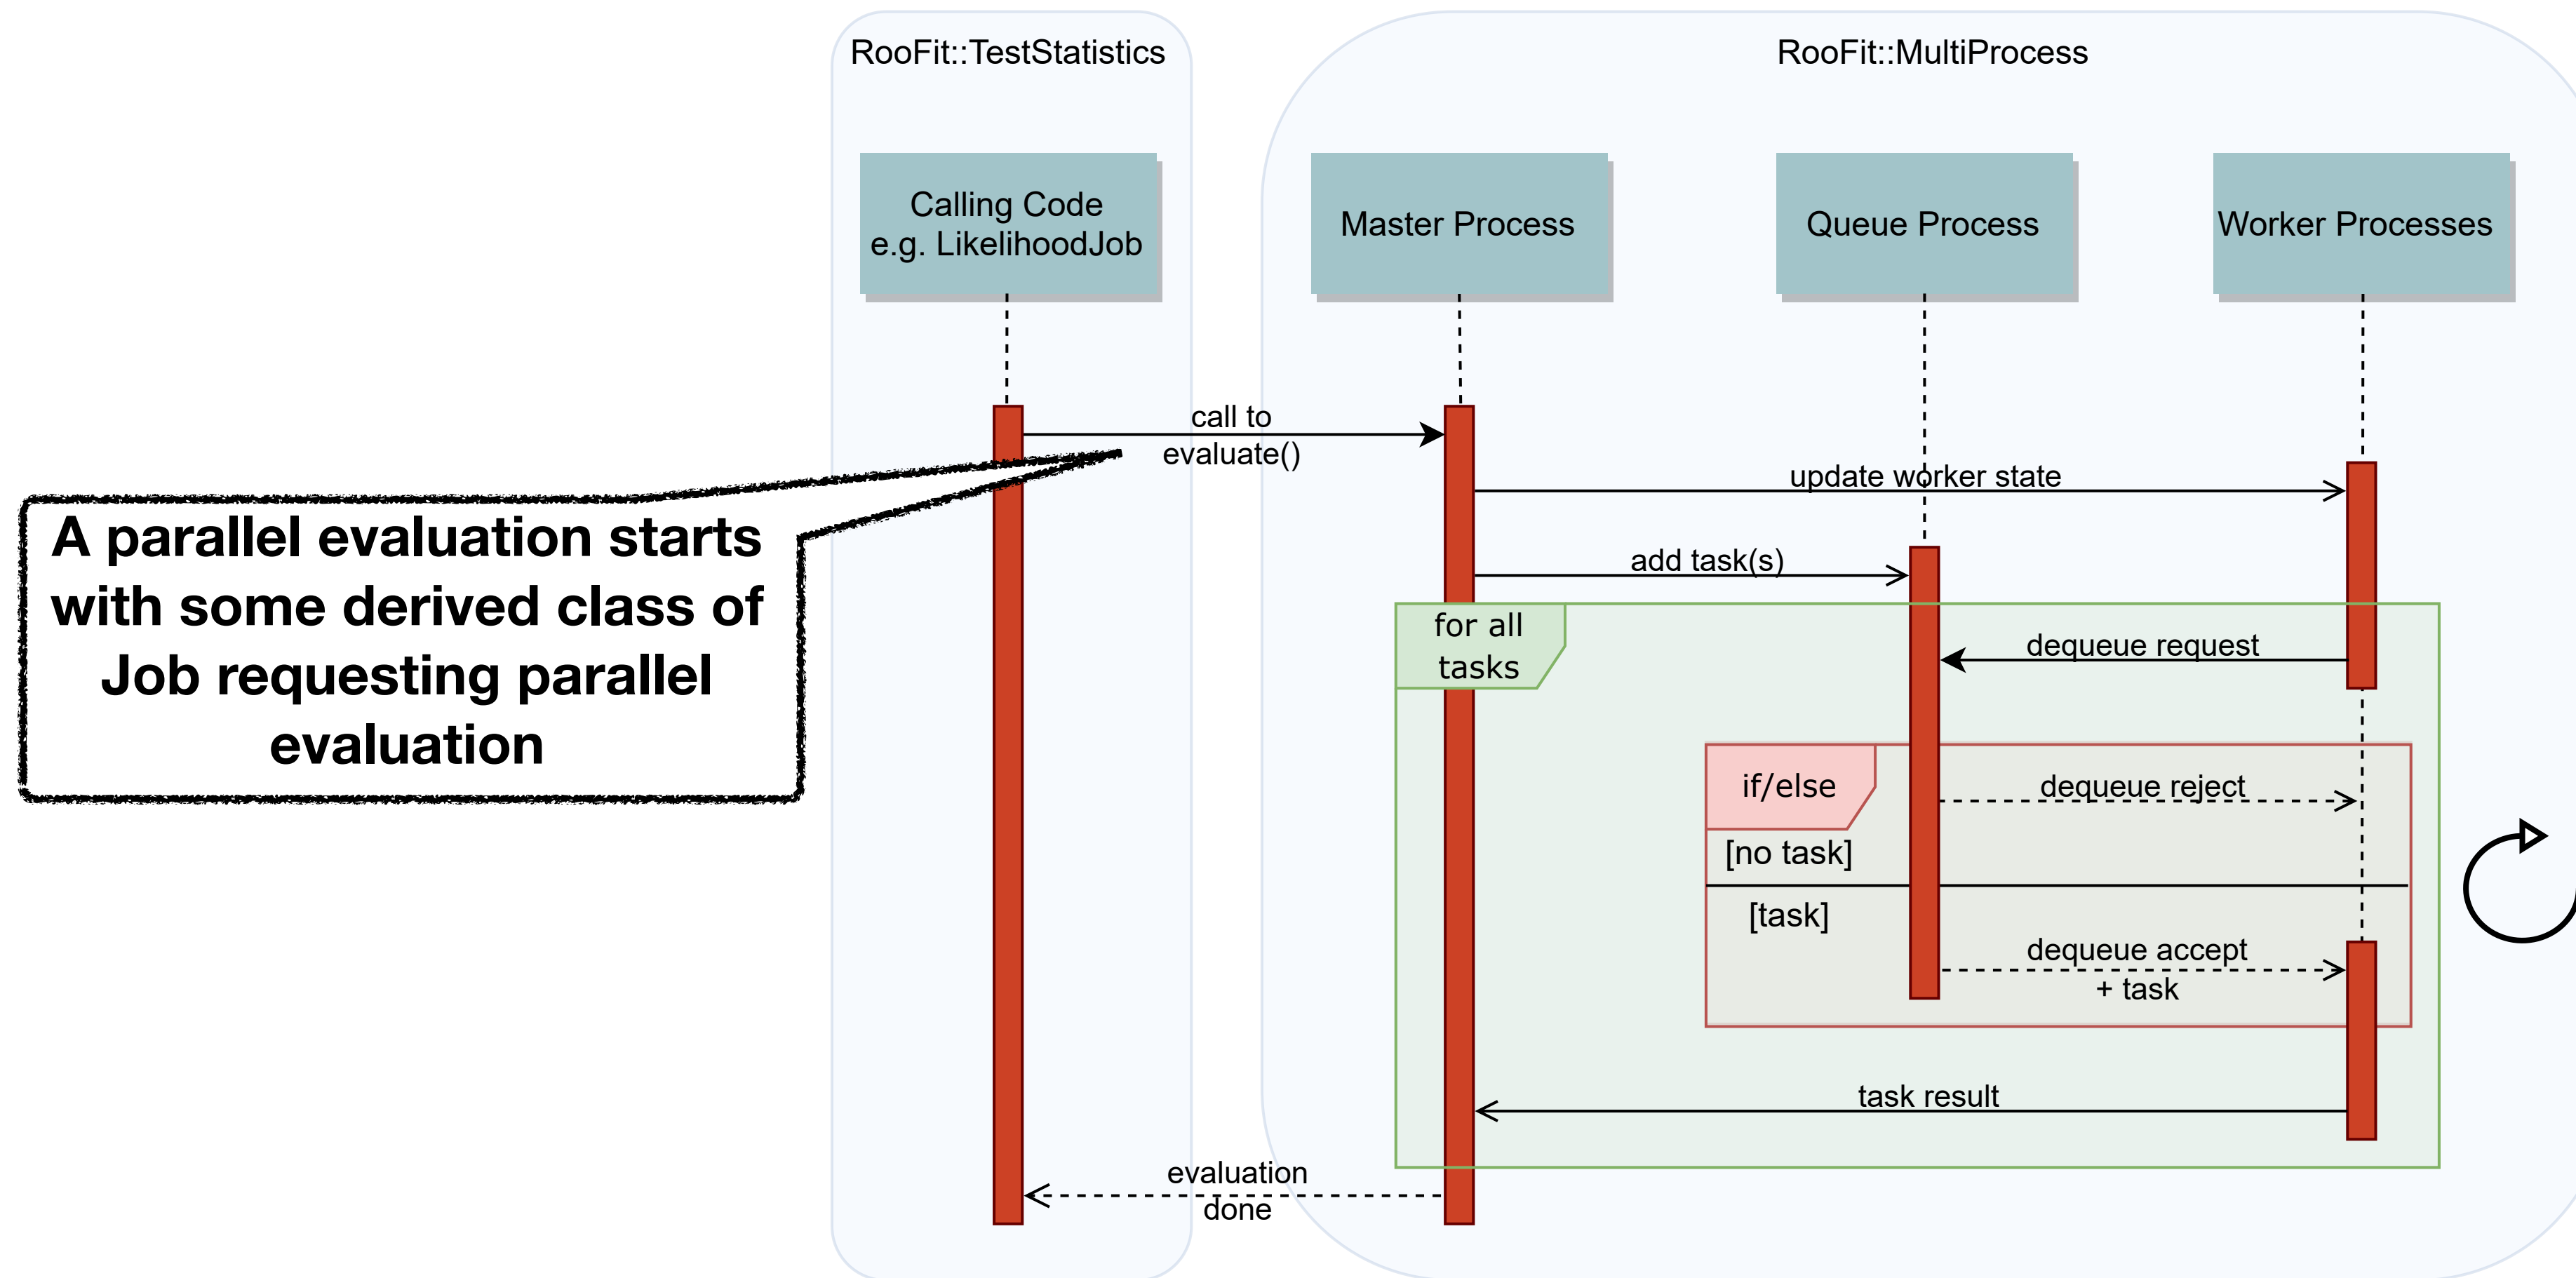 RooFit::TestStatistics
RooFit::MultiProcess
Calling Code
e.g. LikelihoodJob
Master Process
Queue Process
Worker Processes
call to
evaluate()
update worker state
A parallel evaluation starts
with some derived class of
Job requesting parallel
evaluation
add task(s)
for all
tasks
dequeue request
if/else
dequeue reject
[no task]
[task]
dequeue accept
+ task
task result
evaluation
done